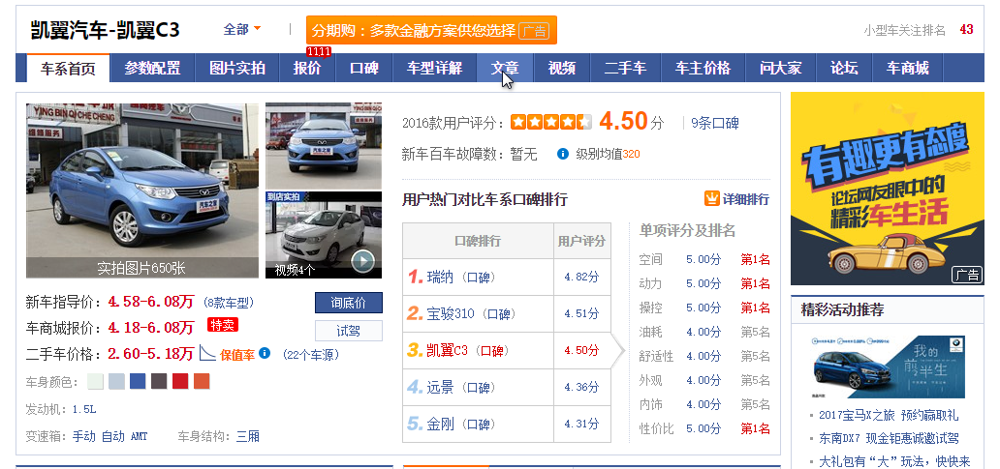 凯翼汽车-凯翼C3
全部
分期购：多款金融方案供您选择 广告
小型车关注排名 43
1111
车系首页 参数配置 图片实拍 报价 口碑 车型详解 文章 视频 二手车 车主价格 问大家 论坛 车商城
YING BIN QI CHE CHENG
汽车之家
实拍图片650张
汽车之家
到店实拍
视频4个
新车指导价：4.58-6.08万 (8款车型)
询底价
车商城报价：4.18-6.08万 特卖
试驾
二手车价格：2.60-5.18万 保值率 (22个车源)
车身颜色：
发动机：1.5L
变速箱：手动 自动 AMT 车身结构：三厢
2016款用户评分： 4.50分 9条口碑
新车百车故障数：暂无 级别均值320
用户热门对比车系口碑排行
详细排行
口碑排行 用户评分
1. 瑞纳（口碑） 4.82分
2. 宝骏310（口碑） 4.51分
3. 凯翼C3（口碑） 4.50分
4. 远景（口碑） 4.36分
5. 金刚（口碑） 4.31分
单项评分及排名
空间 5.00分 第1名
动力 5.00分 第1名
操控 5.00分 第1名
油耗 4.00分 第5名
舒适性 4.00分 第5名
外观 4.00分 第5名
内饰 4.00分 第5名
性价比 5.00分 第1名
有趣更有态度
论坛网友眼中的
精彩车生活
广告
精彩活动推荐
我的
前半生
2017宝马X之旅 预约赢取礼
东南DX7 现金钜惠诚邀试驾
大礼包有“大”玩法，快快来